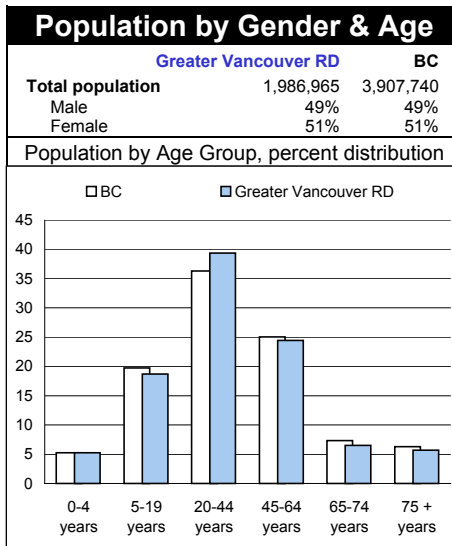 Population by Gender & Age
Greater Vancouver RD BC
Total population 1,986,965 3,907,740
Male 49% 49%
Female 51% 51%
Population by Age Group, percent distribution
BC Greater Vancouver RD
45
40
35
30
25
20
15
10
5
0
0-4 5-19 20-44 45-64 65-74 75 +
years years years years years years